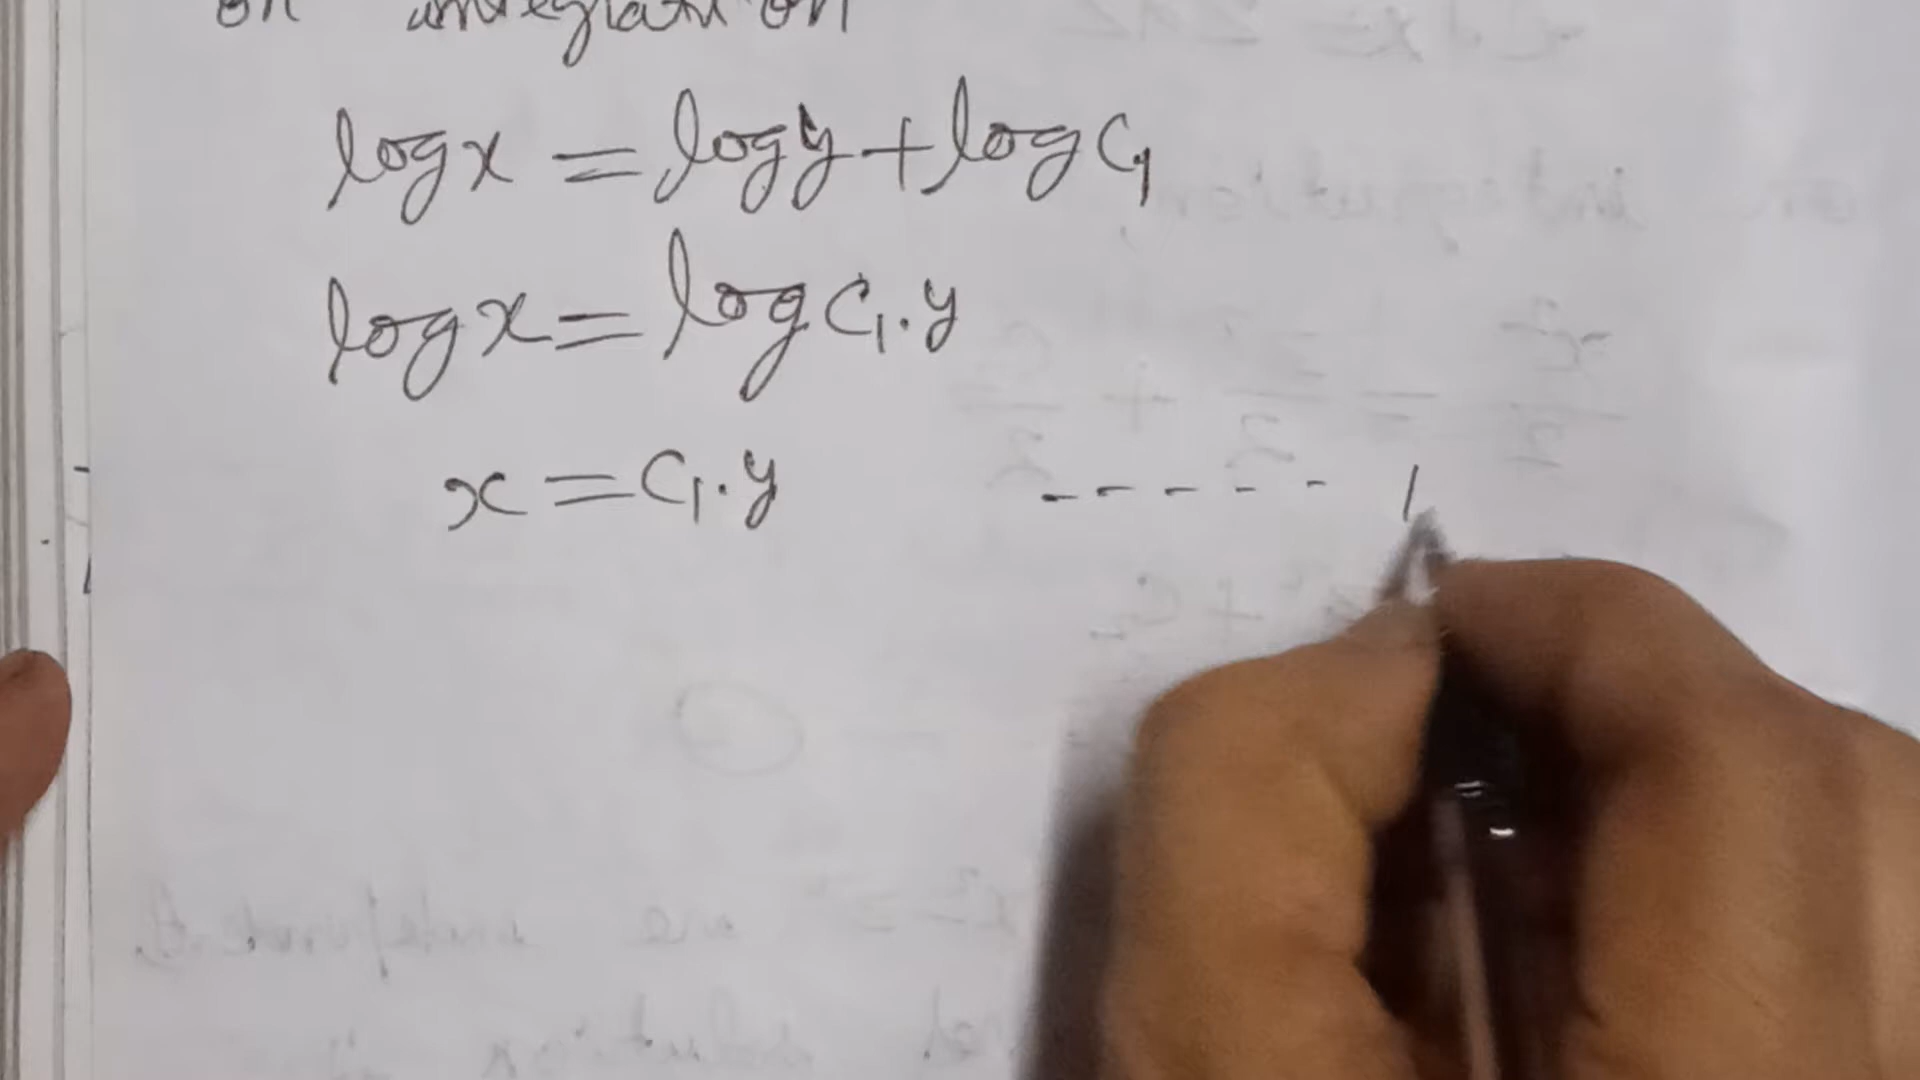 on integration
log x = log y + log C₁
log x = log C₁.y
x = C₁.y ----- 1